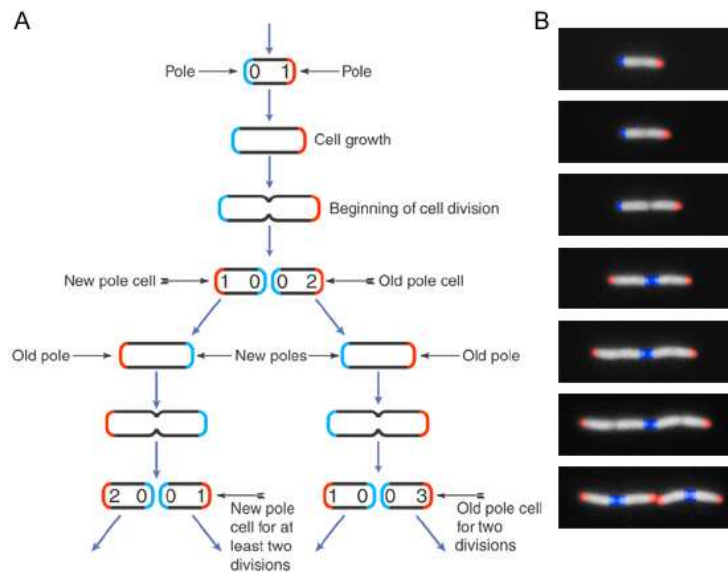 A
B
Pole
0 1
Pole
Cell growth
Beginning of cell division
New pole cell
1 0 0 2
Old pole cell
Old pole
New poles
Old pole
2 0 0 1
New pole
cell for at
least two
divisions
1 0 0 3
Old pole cell
for two
divisions